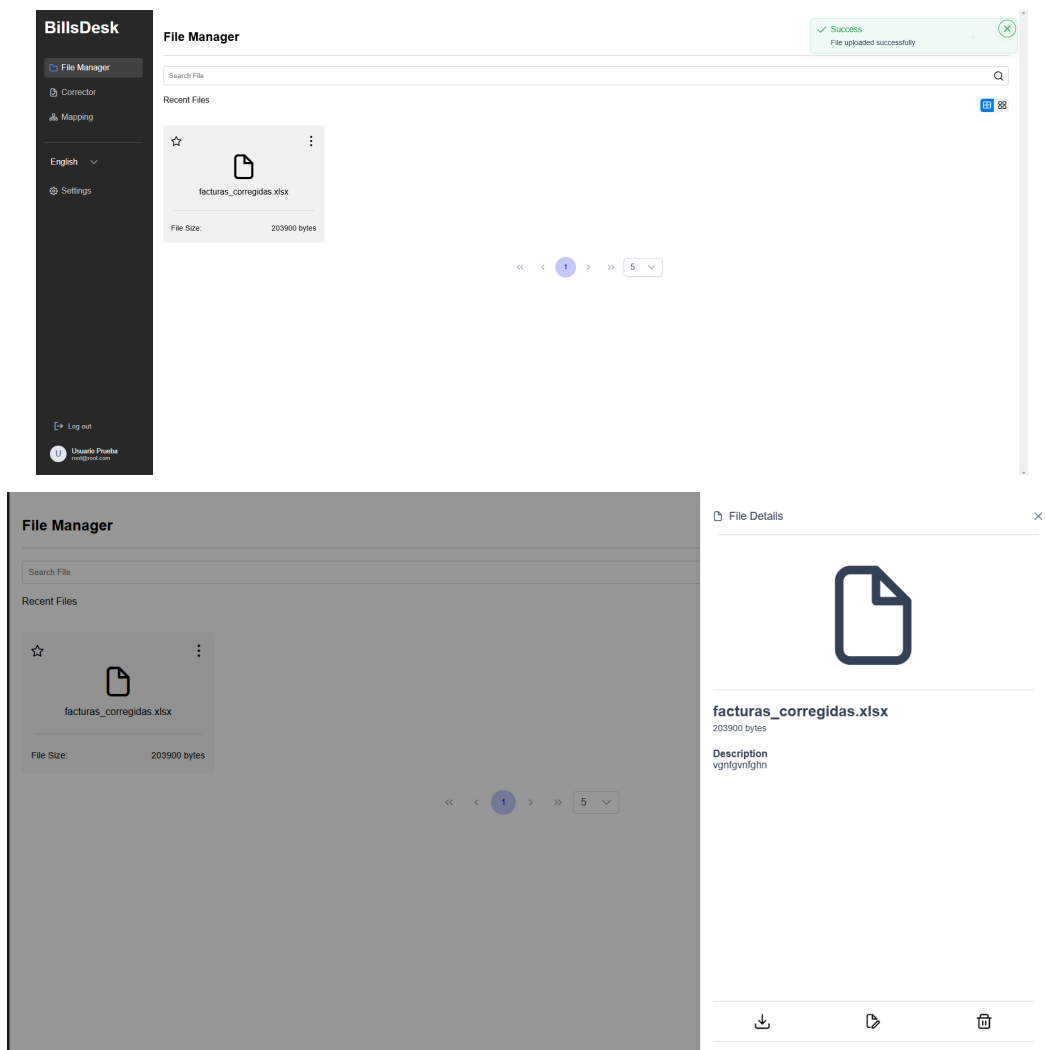 BillsDesk
File Manager
Corrector
Mapping
English
Settings
Log out
U
Usuario Prueba
root@root.com
File Manager
Success
File uploaded successfully
Search File
Recent Files
facturas_corregidas.xlsx
File Size: 203900 bytes
1 5
File Manager
Search File
Recent Files
facturas_corregidas.xlsx
File Size: 203900 bytes
1 5
File Details
facturas_corregidas.xlsx
203900 bytes
Description
vgnfgvnfghn